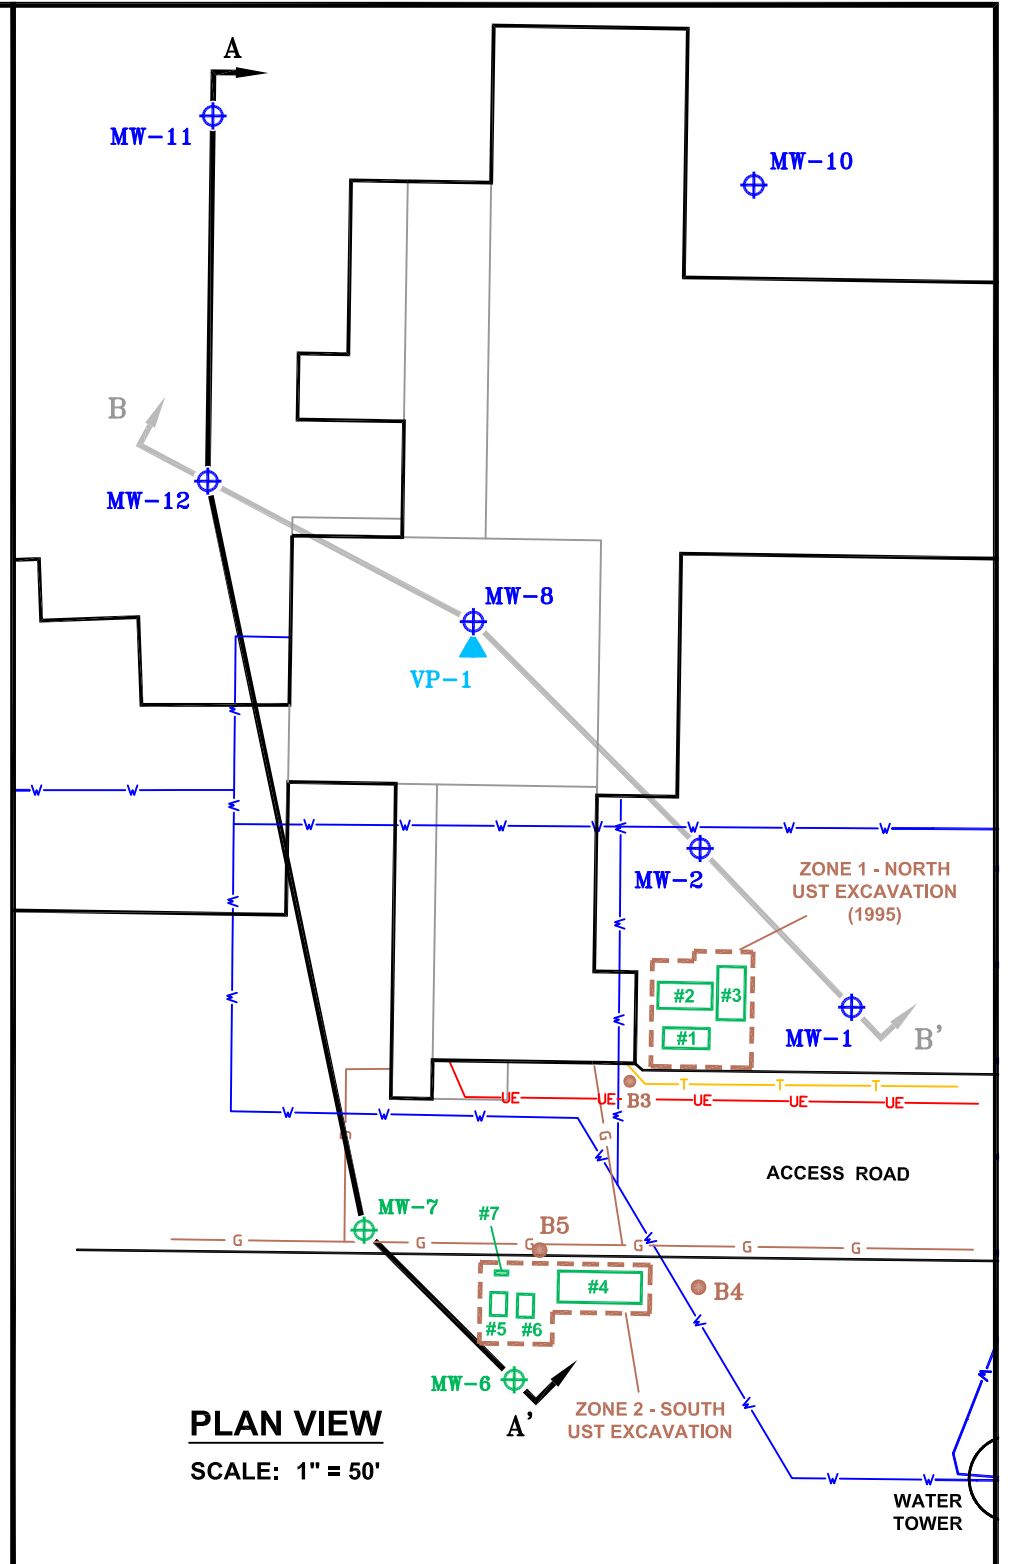 A
MW-11
MW-10
B
MW-12
MW-8
VP-1
W
W
W
W
W
W
W
W
W
W
W
W
MW-2
ZONE 1 - NORTH
UST EXCAVATION
(1995)
W
W
W
#2
#3
#1
W
MW-1
B'
T
T
T
UE
UE
UE
UE
UE
B3
W
W
W
W
G
G
W
ACCESS ROAD
MW-7
#7
B5
G
G
G
G
W
G
G
#4
B4
#5
#6
W
MW-6
A'
W
W
ZONE 2 - SOUTH
UST EXCAVATION
PLAN VIEW
SCALE: 1" = 50'
W
W
WATER
TOWER